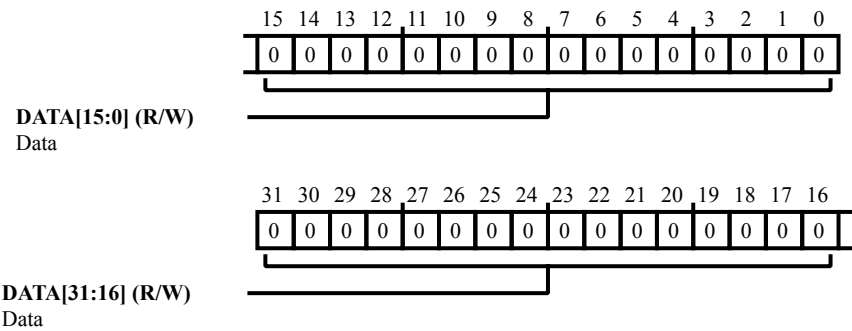 15 14 13 12 11 10 9 8 7 6 5 4 3 2 1 0
0 0 0 0 0 0 0 0 0 0 0 0 0 0 0 0
DATA[15:0] (R/W)
Data
31 30 29 28 27 26 25 24 23 22 21 20 19 18 17 16
0 0 0 0 0 0 0 0 0 0 0 0 0 0 0 0
DATA[31:16] (R/W)
Data